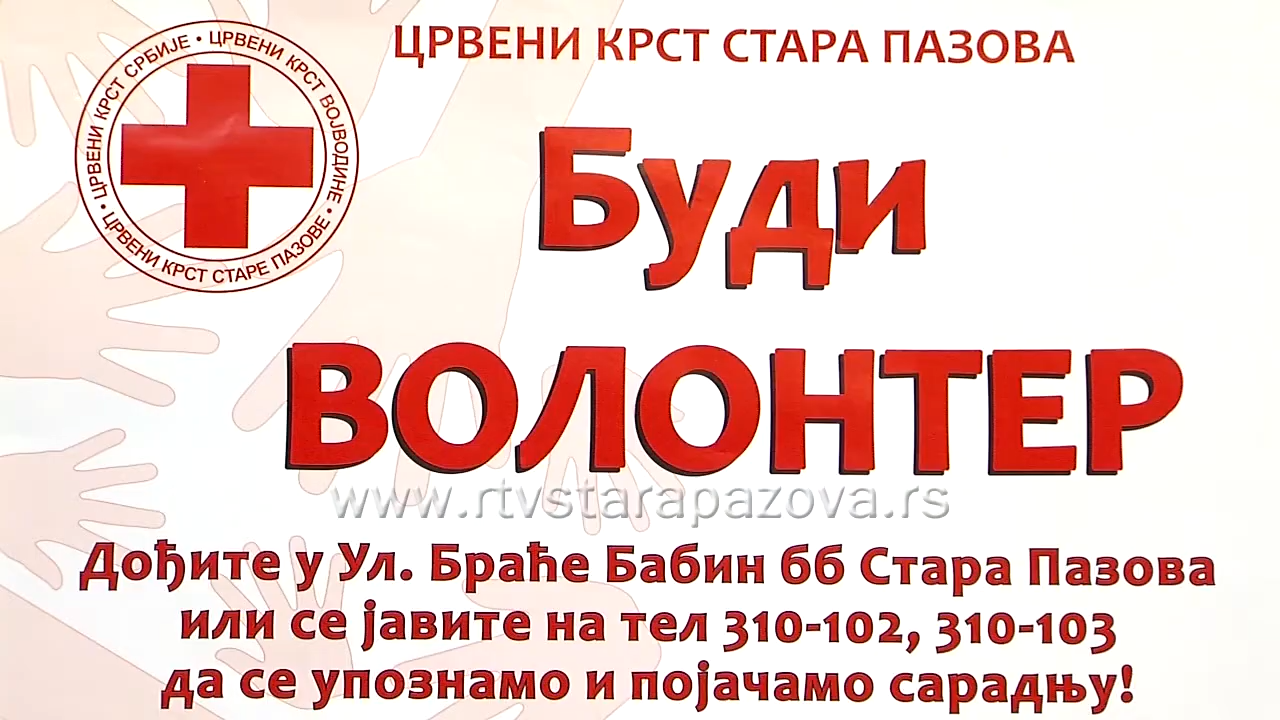 ЦРВЕНИ КРСТ СТАРА ПАЗОВА
ЦРВЕНИ КРСТ СРБИЈЕ • ЦРВЕНИ КРСТ ВОЈВОДИНЕ •
• ЦРВЕНИ КРСТ СТАРЕ ПАЗОВЕ •
Буди
ВОЛОНТЕР
www.rtvstarapazova.rs
Дођите у Ул. Браће Бабин бб Стара Пазова
или се јавите на тел 310-102, 310-103
да се упознамо и појачамо сарадњу!